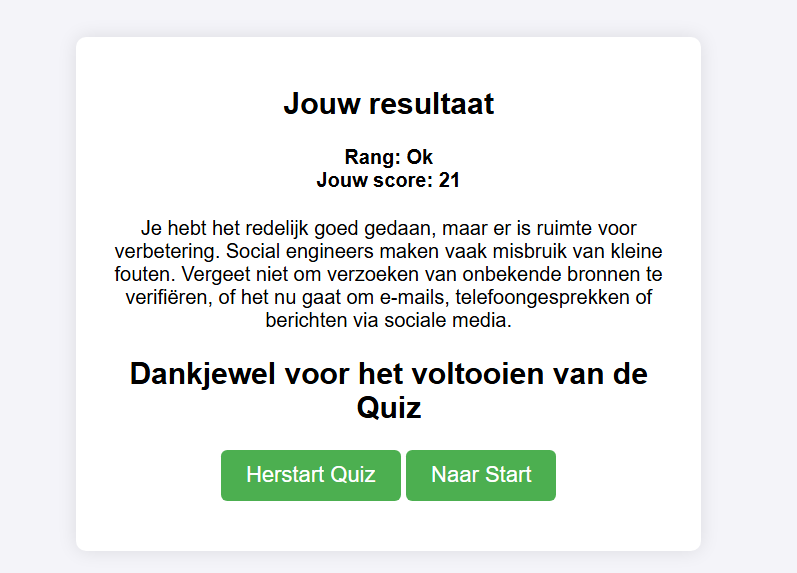 Jouw resultaat
Rang: Ok
Jouw score: 21
Je hebt het redelijk goed gedaan, maar er is ruimte voor
verbetering. Social engineers maken vaak misbruik van kleine
fouten. Vergeet niet om verzoeken van onbekende bronnen te
verifiëren, of het nu gaat om e-mails, telefoongesprekken of
berichten via sociale media.
Dankjewel voor het voltooien van de
Quiz
Herstart Quiz
Naar Start